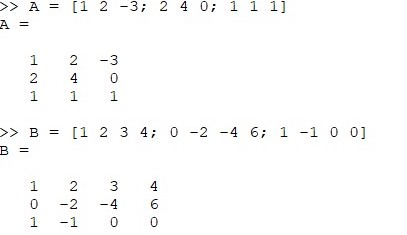 >> A = [1 2 -3; 2 4 0; 1 1 1]
A =
1 2 -3
2 4 0
1 1 1
>> B = [1 2 3 4; 0 -2 -4 6; 1 -1 0 0]
B =
1 2 3 4
0 -2 -4 6
1 -1 0 0